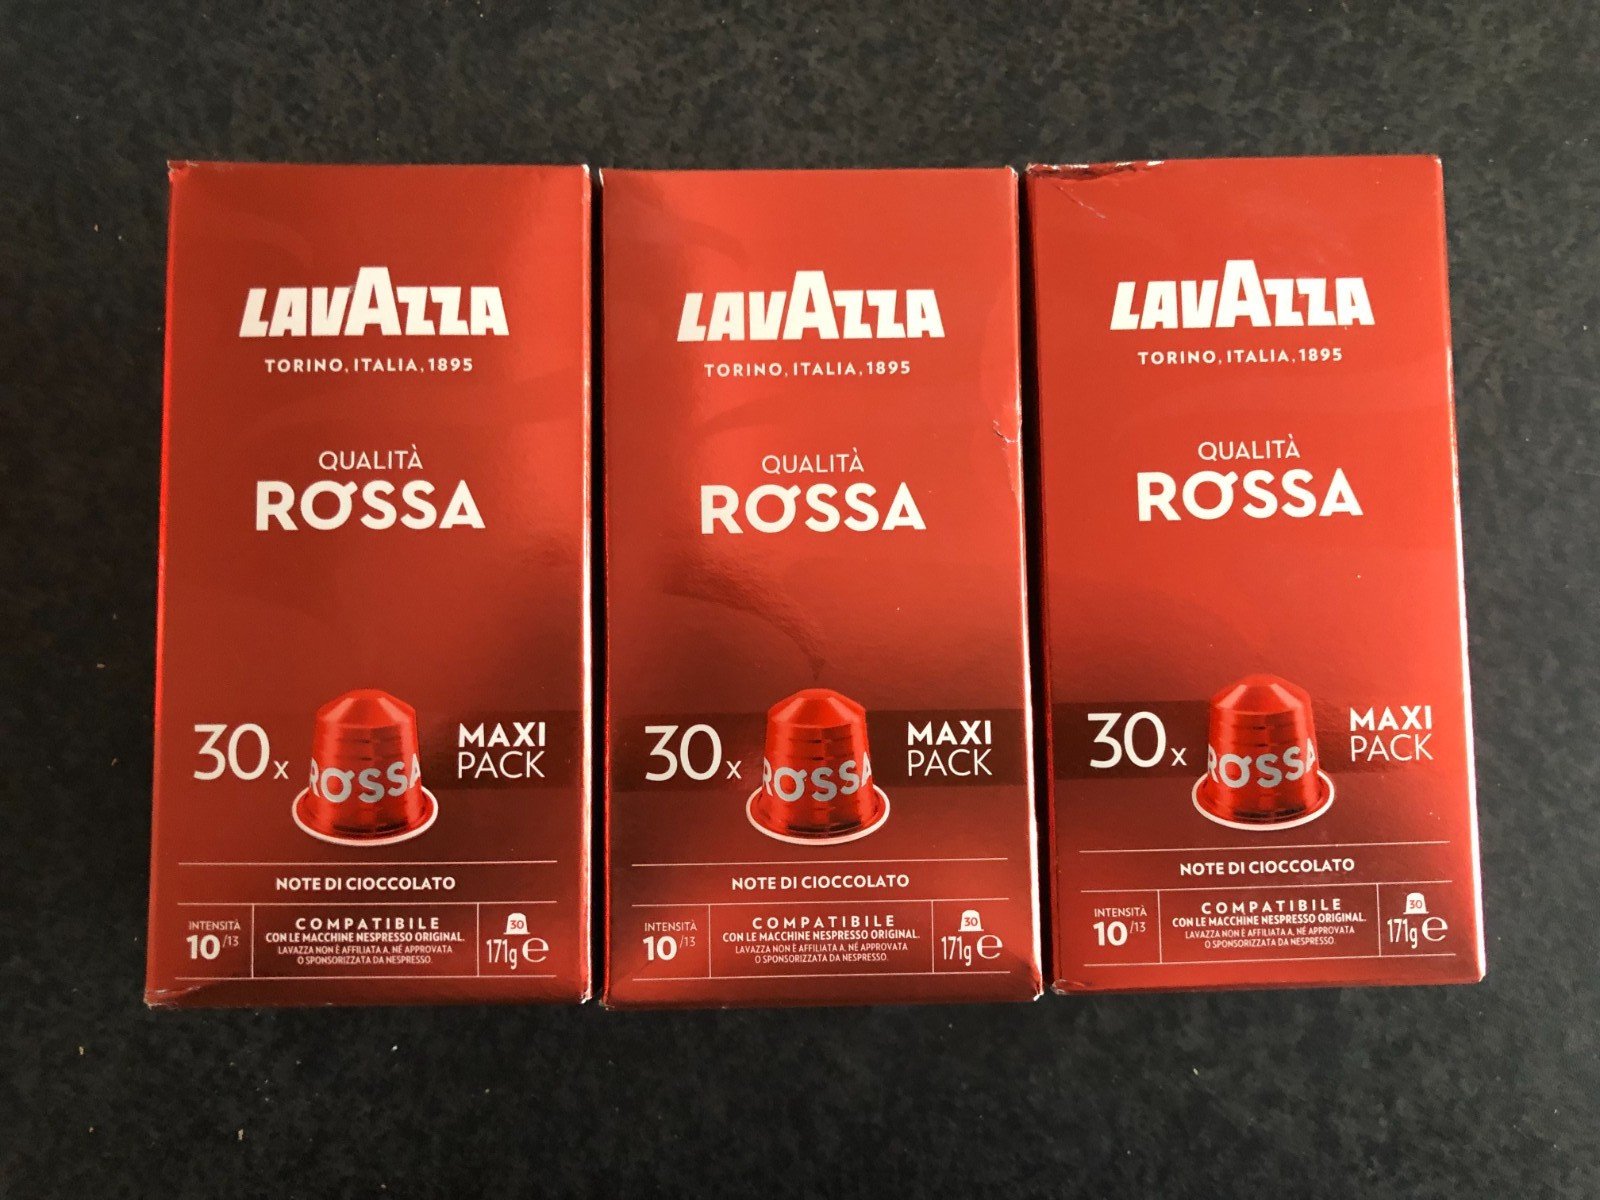 LAVAZZA
TORINO, ITALIA, 1895
QUALITÀ
ROSSA
30x
ROSSA
MAXI
PACK
NOTE DI CIOCCOLATO
INTENSITÀ
10/13
COMPATIBILE
CON LE MACCHINE NESPRESSO ORIGINAL.
LAVAZZA NON È AFFILIATA A, NÉ APPROVATA
O SPONSORIZZATA DA NESPRESSO.
30
171g e
LAVAZZA
TORINO, ITALIA, 1895
QUALITÀ
ROSSA
30x
ROSSA
MAXI
PACK
NOTE DI CIOCCOLATO
INTENSITÀ
10/13
COMPATIBILE
CON LE MACCHINE NESPRESSO ORIGINAL.
LAVAZZA NON È AFFILIATA A, NÉ APPROVATA
O SPONSORIZZATA DA NESPRESSO.
30
171g e
LAVAZZA
TORINO, ITALIA, 1895
QUALITÀ
ROSSA
30x
ROSSA
MAXI
PACK
NOTE DI CIOCCOLATO
INTENSITÀ
10/13
COMPATIBILE
CON LE MACCHINE NESPRESSO ORIGINAL.
LAVAZZA NON È AFFILIATA A, NÉ APPROVATA
O SPONSORIZZATA DA NESPRESSO.
30
171g e